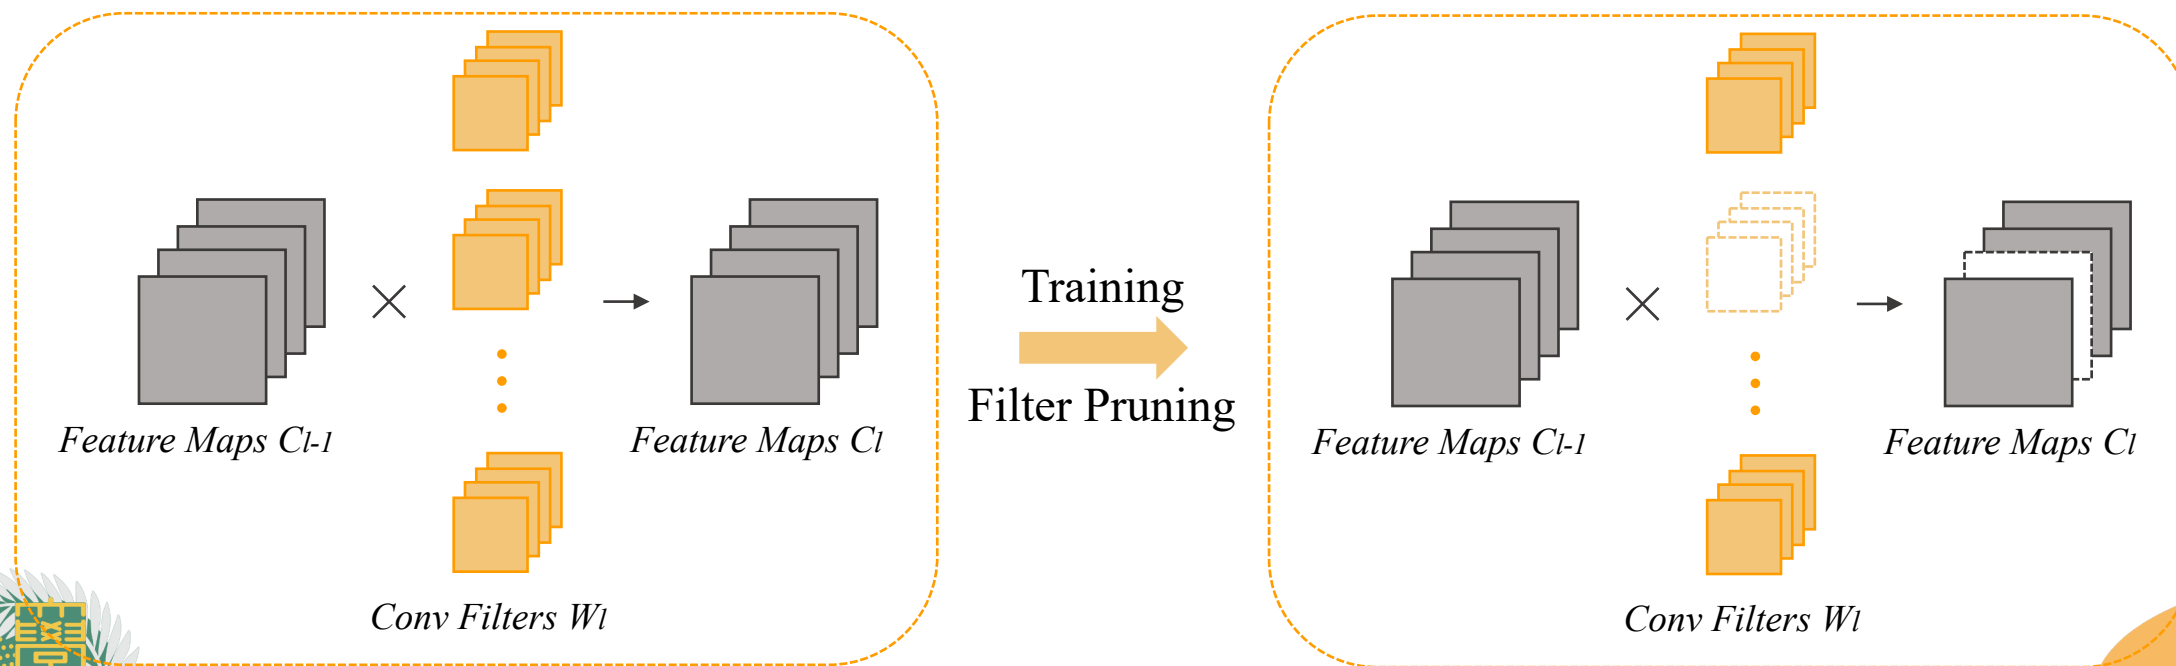 Feature Maps Cl-1
Feature Maps Cl
Conv Filters Wl
Training
Filter Pruning
Feature Maps Cl-1
Feature Maps Cl
Conv Filters Wl